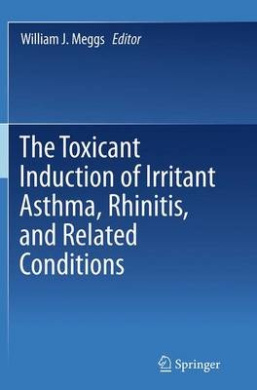 William J. Meggs Editor
The Toxicant
Induction of Irritant
Asthma, Rhinitis,
and Related
Conditions
Springer